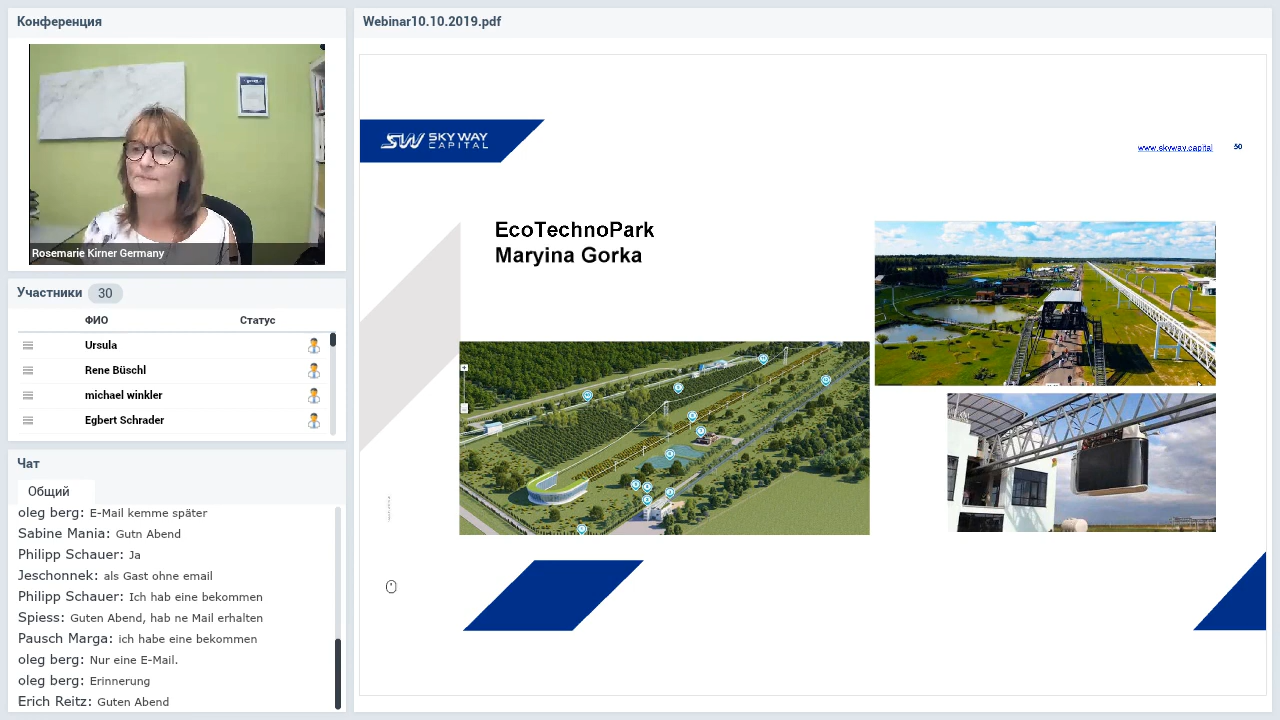 Конференция
Rosemarie Kirner Germany
Участники 30
ФИО Статус
Ursula
Rene Büschl
michael winkler
Egbert Schrader
Чат
Общий
oleg berg: E-Mail kemme später
Sabine Mania: Gutn Abend
Philipp Schauer: Ja
Jeschonnek: als Gast ohne email
Philipp Schauer: Ich hab eine bekommen
Spiess: Guten Abend, hab ne Mail erhalten
Pausch Marga: ich habe eine bekommen
oleg berg: Nur eine E-Mail.
oleg berg: Erinnerung
Erich Reitz: Guten Abend
Webinar10.10.2019.pdf
SW SKY WAY
CAPITAL
www.skyway.capital
EcoTechnoPark
Maryina Gorka